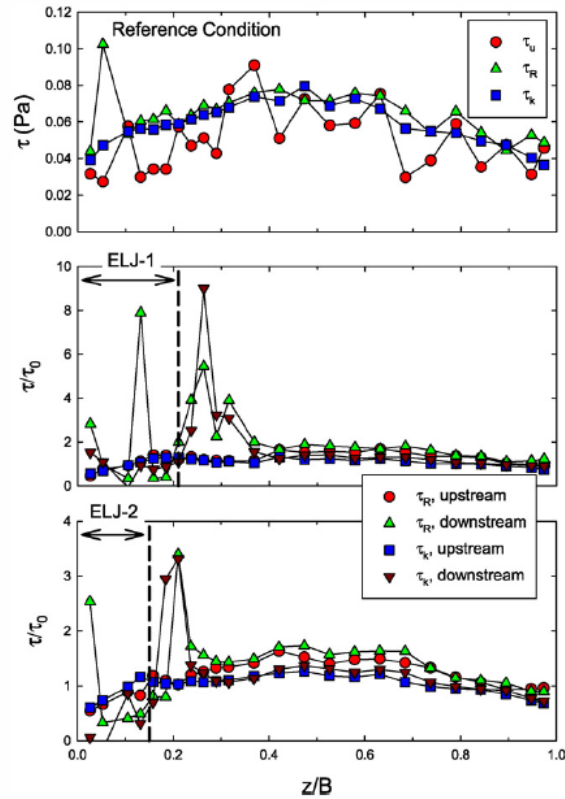 Reference Condition
τu
τR
τk
0.12
0.10
0.08
0.06
0.04
0.02
0.00
τ (Pa)
ELJ-1
10
8
6
4
2
0
τ/τ0
τR, upstream
τR, downstream
τk, upstream
τk, downstream
ELJ-2
4
3
2
1
0
τ/τ0
0.0 0.2 0.4 0.6 0.8 1.0
z/B